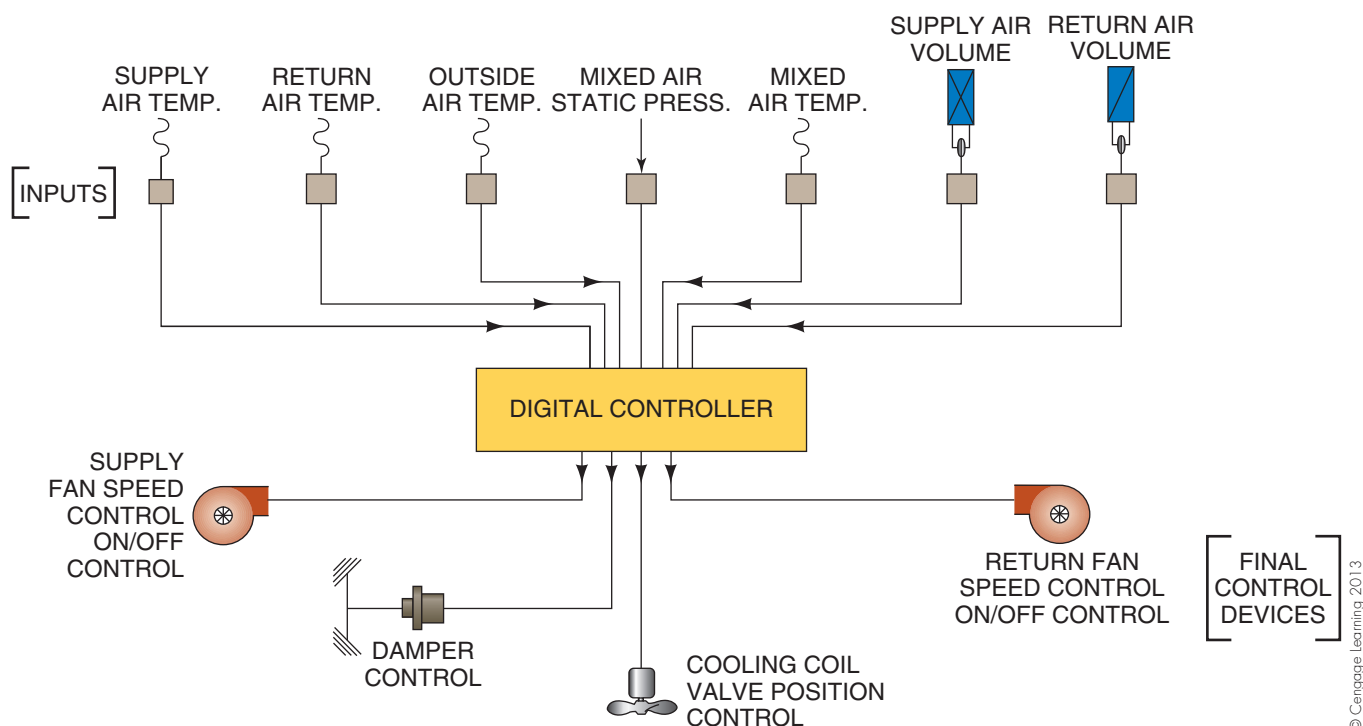 SUPPLY
AIR TEMP.
RETURN
AIR TEMP.
OUTSIDE
AIR TEMP.
MIXED AIR
STATIC PRESS.
MIXED
AIR TEMP.
SUPPLY AIR
VOLUME
RETURN AIR
VOLUME
INPUTS
DIGITAL CONTROLLER
SUPPLY
FAN SPEED
CONTROL
ON/OFF
CONTROL
DAMPER
CONTROL
COOLING COIL
VALVE POSITION
CONTROL
RETURN FAN
SPEED CONTROL
ON/OFF CONTROL
FINAL
CONTROL
DEVICES
© Cengage Learning 2013